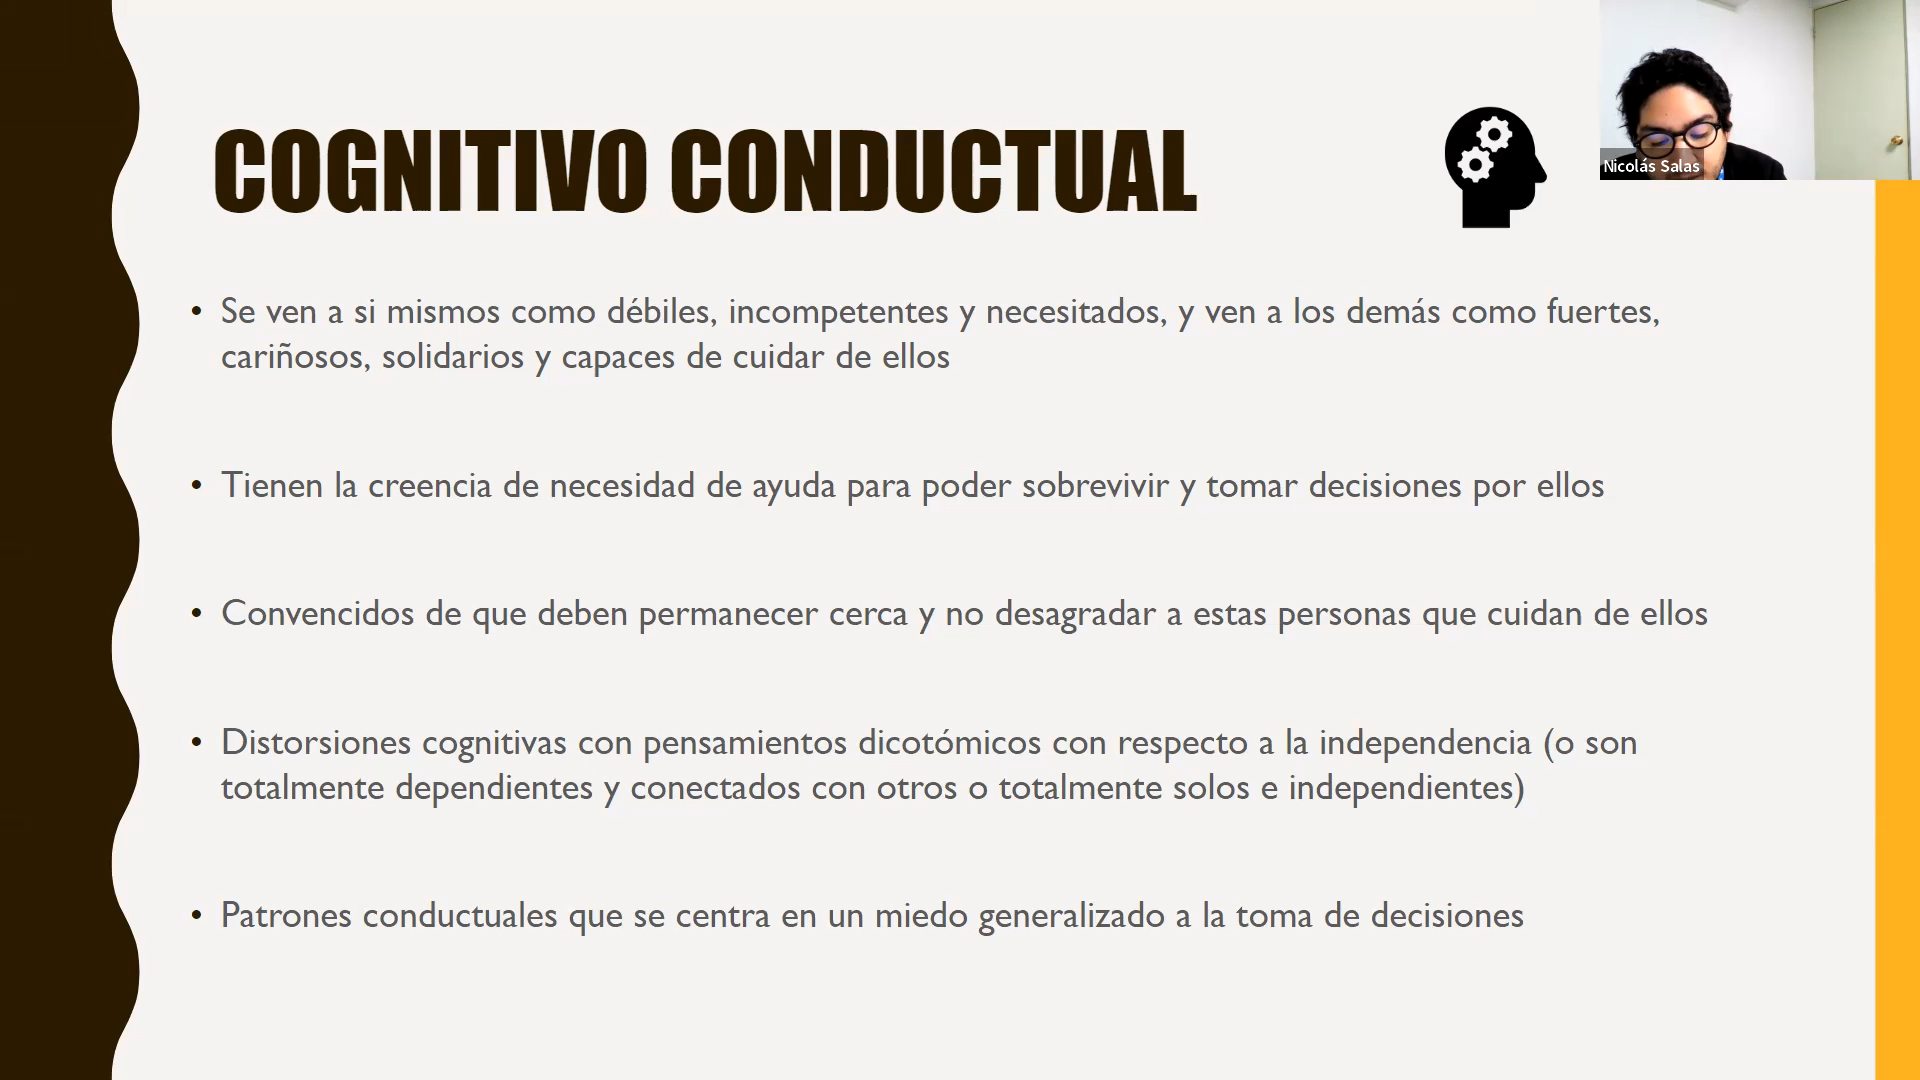 COGNITIVO CONDUCTUAL
Nicolás Salas
• Se ven a si mismos como débiles, incompetentes y necesitados, y ven a los demás como fuertes,
cariñosos, solidarios y capaces de cuidar de ellos
• Tienen la creencia de necesidad de ayuda para poder sobrevivir y tomar decisiones por ellos
• Convencidos de que deben permanecer cerca y no desagradar a estas personas que cuidan de ellos
• Distorsiones cognitivas con pensamientos dicotómicos con respecto a la independencia (o son
totalmente dependientes y conectados con otros o totalmente solos e independientes)
• Patrones conductuales que se centra en un miedo generalizado a la toma de decisiones